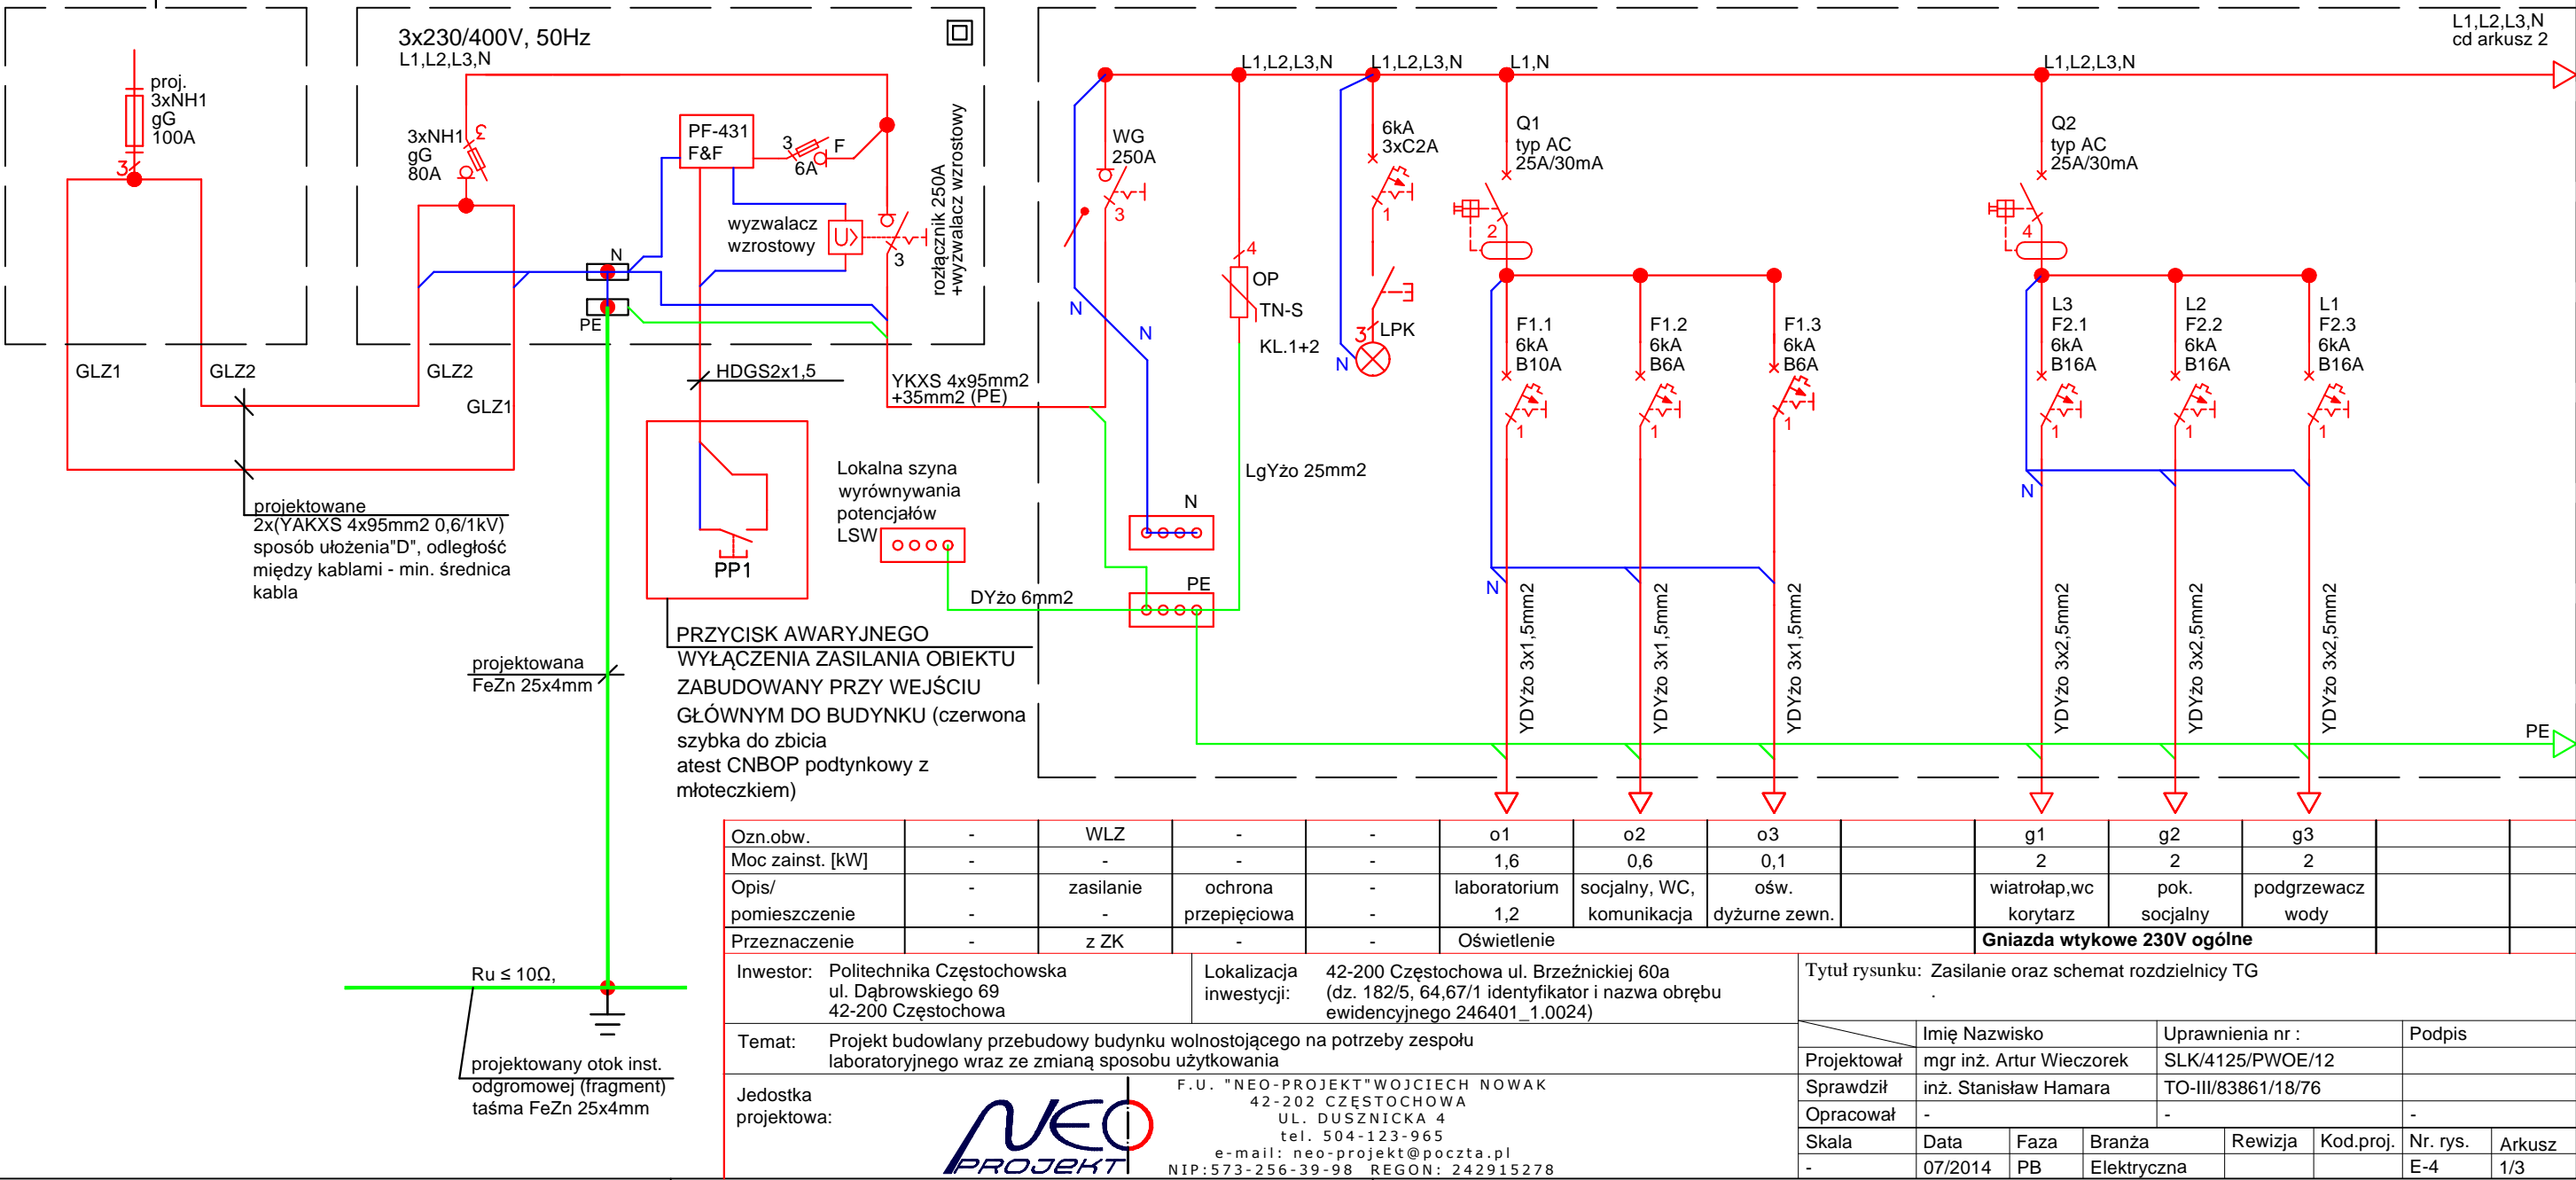 proj.
3xNH1
gG
100A
3
GLZ1
GLZ2
projektowane
2x(YAKXS 4x95mm2 0,6/1kV)
sposób ułożenia"D", odległość
między kablami - min. średnica
kabla
3x230/400V, 50Hz
L1,L2,L3,N
3xNH1
gG
80A
3
PF-431
F&F
3
F
6A
wyzwalacz
wzrostowy
U>
3
rozłącznik 250A
+wyzwalacz wzrostowy
N
PE
GLZ2
GLZ1
HDGS2x1,5
YKXS 4x95mm2
+35mm2 (PE)
PP1
Lokalna szyna
wyrównywania
potencjałów
LSW
DYżo 6mm2
PRZYCISK AWARYJNEGO
WYŁĄCZENIA ZASILANIA OBIEKTU
ZABUDOWANY PRZY WEJŚCIU
GŁÓWNYM DO BUDYNKU (czerwona
szybka do zbicia
atest CNBOP podtynkowy z
młoteczkiem)
projektowana
FeZn 25x4mm
Ru ≤ 10Ω,
projektowany otok inst.
odgromowej (fragment)
taśma FeZn 25x4mm
L1,L2,L3,N
cd arkusz 2
L1,L2,L3,N
L1,L2,L3,N
L1,N
L1,L2,L3,N
WG
250A
3
N
N
4
OP
TN-S
KL.1+2
LgYżo 25mm2
N
PE
6kA
3xC2A
1
3
LPK
N
Q1
typ AC
25A/30mA
2
F1.1
6kA
B10A
1
F1.2
6kA
B6A
1
F1.3
6kA
B6A
1
N
YDYżo 3x1,5mm2
YDYżo 3x1,5mm2
YDYżo 3x1,5mm2
Q2
typ AC
25A/30mA
4
L3
F2.1
6kA
B16A
1
L2
F2.2
6kA
B16A
1
L1
F2.3
6kA
B16A
1
N
YDYżo 3x2,5mm2
YDYżo 3x2,5mm2
YDYżo 3x2,5mm2
PE
Ozn.obw. - WLZ - - o1 o2 o3 g1 g2 g3
Moc zainst. [kW] - - - - 1,6 0,6 0,1 2 2 2
Opis/ - zasilanie ochrona - laboratorium socjalny, WC, ośw. wiatrołap,wc pok. podgrzewacz
pomieszczenie - - przepięciowa - 1,2 komunikacja dyżurne zewn. korytarz socjalny wody
Przeznaczenie - z ZK - - Oświetlenie Gniazda wtykowe 230V ogólne
Inwestor: Politechnika Częstochowska
ul. Dąbrowskiego 69
42-200 Częstochowa
Lokalizacja
inwestycji:
42-200 Częstochowa ul. Brzeźnickiej 60a
(dz. 182/5, 64,67/1 identyfikator i nazwa obrębu
ewidencyjnego 246401_1.0024)
Temat: Projekt budowlany przebudowy budynku wolnostojącego na potrzeby zespołu
laboratoryjnego wraz ze zmianą sposobu użytkowania
Jedostka
projektowa:
NEO
PROJEKT
F.U. "NEO-PROJEKT"WOJCIECH NOWAK
42-202 CZĘSTOCHOWA
UL. DUSZNICKA 4
tel. 504-123-965
e-mail: neo-projekt@poczta.pl
NIP:573-256-39-98 REGON: 242915278
Tytuł rysunku: Zasilanie oraz schemat rozdzielnicy TG
.
Imię Nazwisko Uprawnienia nr : Podpis
Projektował mgr inż. Artur Wieczorek SLK/4125/PWOE/12
Sprawdził inż. Stanisław Hamara TO-III/83861/18/76
Opracował - - -
Skala Data Faza Branża Rewizja Kod.proj. Nr. rys. Arkusz
- 07/2014 PB Elektryczna E-4 1/3